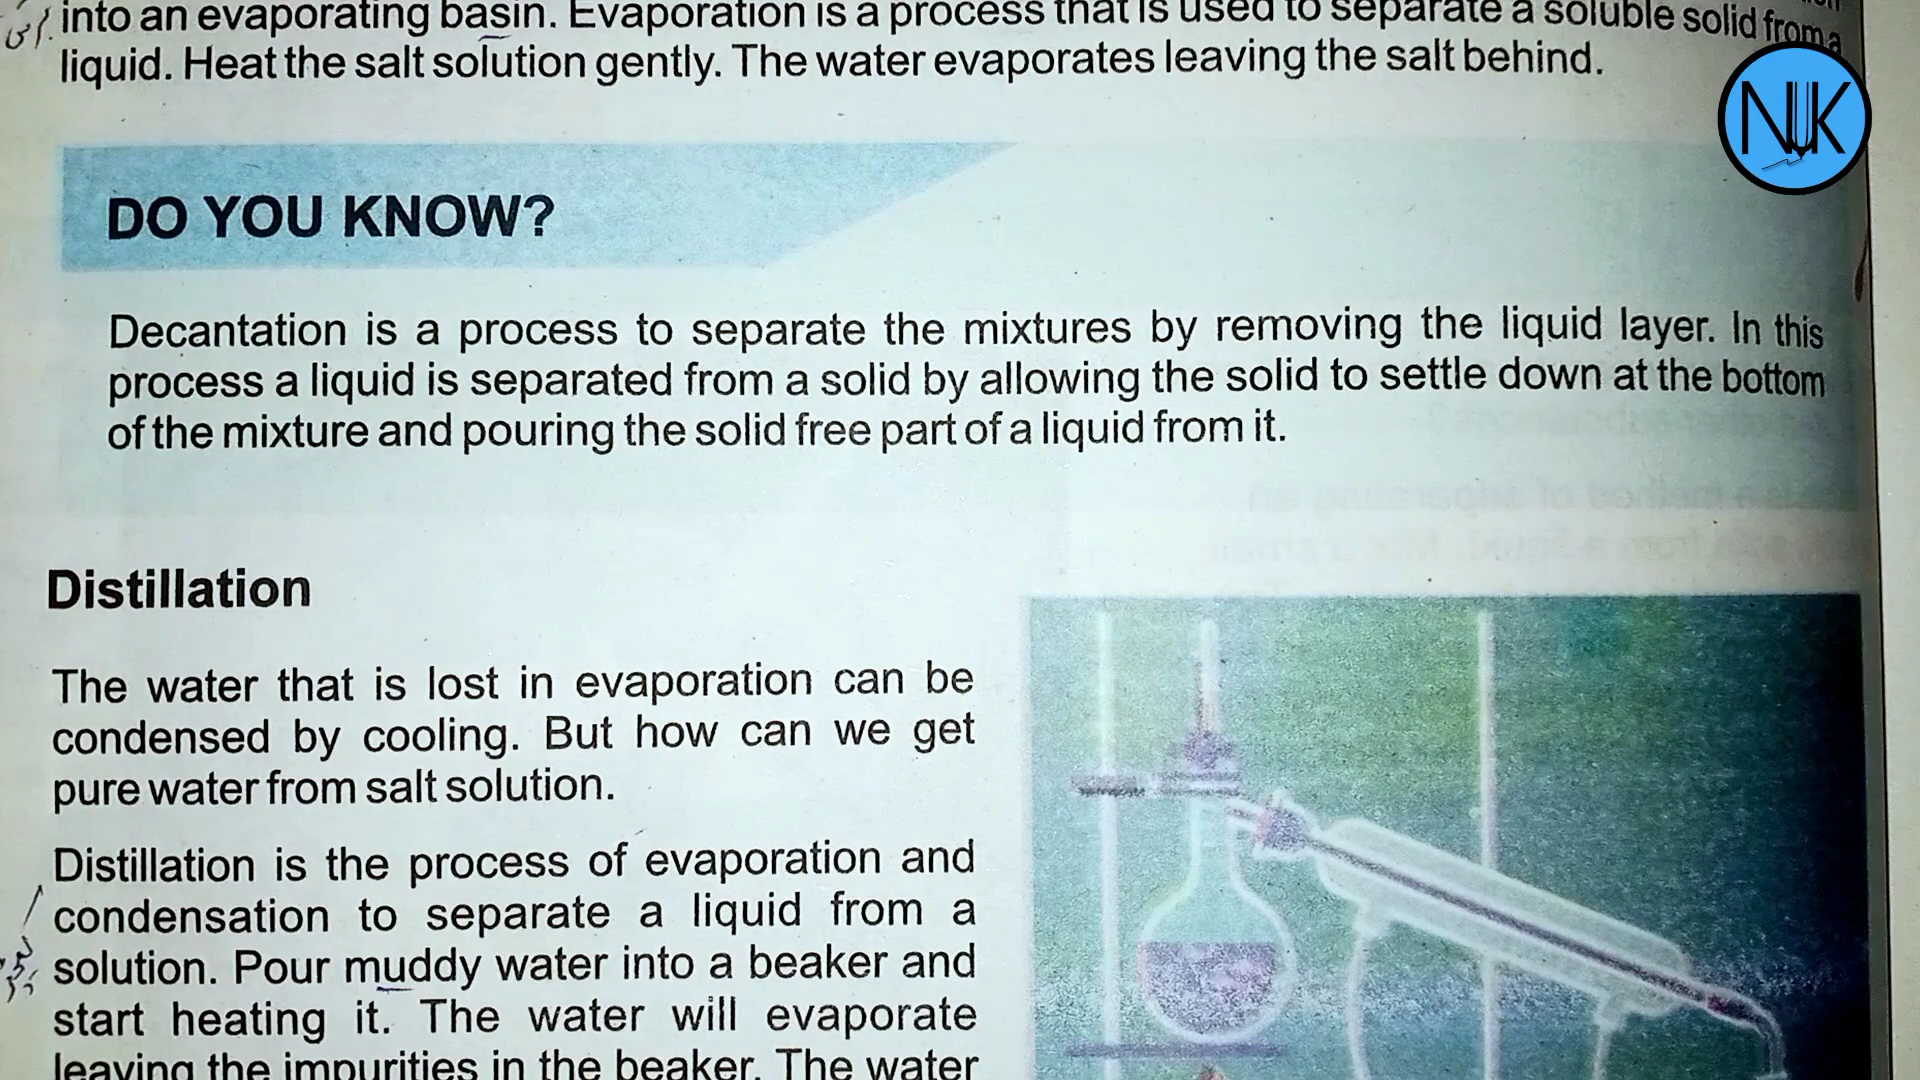 into an evaporating basin. Evaporation is a process that is used to separate a soluble solid from a
liquid. Heat the salt solution gently. The water evaporates leaving the salt behind.
NK
DO YOU KNOW?
Decantation is a process to separate the mixtures by removing the liquid layer. In this
process a liquid is separated from a solid by allowing the solid to settle down at the bottom
of the mixture and pouring the solid free part of a liquid from it.
Distillation
The water that is lost in evaporation can be
condensed by cooling. But how can we get
pure water from salt solution.
Distillation is the process of evaporation and
condensation to separate a liquid from a
solution. Pour muddy water into a beaker and
start heating it. The water will evaporate
leaving the impurities in the beaker. The water